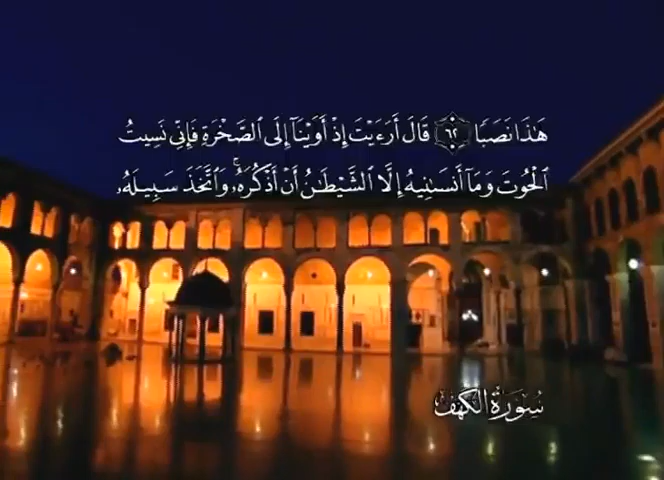 هَٰذَا نَصَبًا ۝٦٢ قَالَ أَرَءَيْتَ إِذْ أَوَيْنَآ إِلَى ٱلصَّخْرَةِ فَإِنِّى نَسِيتُ
ٱلْحُوتَ وَمَآ أَنسَىٰنِيهُ إِلَّا ٱلشَّيْطَٰنُ أَنْ أَذْكُرَهُۥ ۚ وَٱتَّخَذَ سَبِيلَهُۥ
سُورَةُ الكَهْف